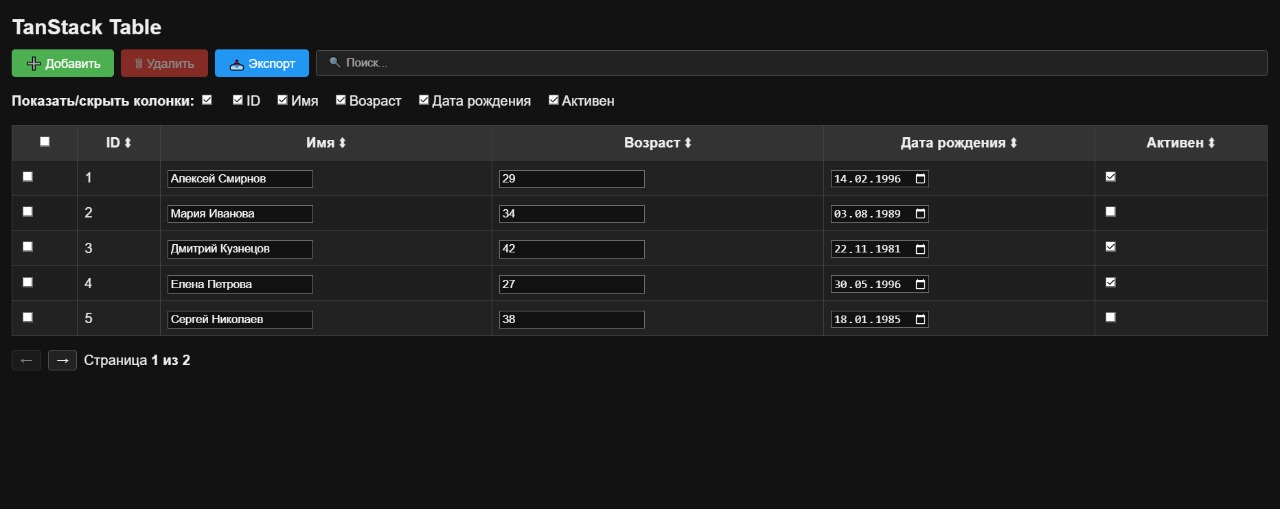 TanStack Table
➕ Добавить 🗑 Удалить 📥 Экспорт 🔍 Поиск...
Показать/скрыть колонки: ID Имя Возраст Дата рождения Активен
ID ⬍ Имя ⬍ Возраст ⬍ Дата рождения ⬍ Активен ⬍
1 Алексей Смирнов 29 14.02.1996
2 Мария Иванова 34 03.08.1989
3 Дмитрий Кузнецов 42 22.11.1981
4 Елена Петрова 27 30.05.1996
5 Сергей Николаев 38 18.01.1985
← → Страница 1 из 2